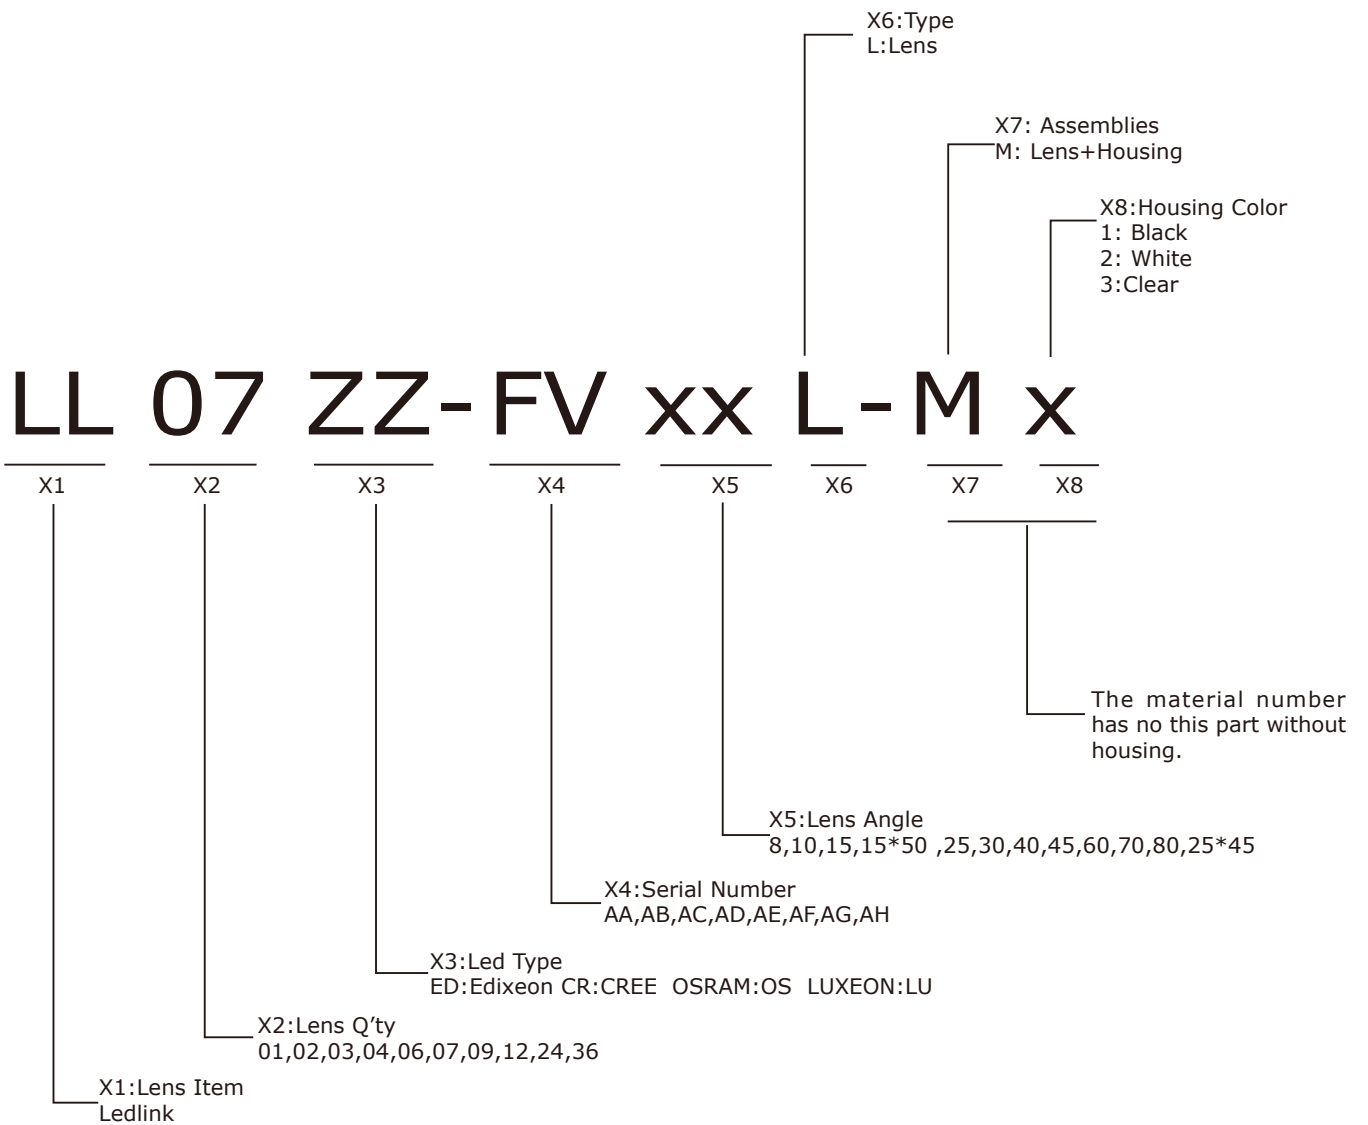 X6:Type
L:Lens
X7: Assemblies
M: Lens+Housing
X8:Housing Color
1: Black
2: White
3:Clear
LL 07 ZZ-FV xx L-M x
X1 X2 X3 X4 X5 X6 X7 X8
The material number
has no this part without
housing.
X5:Lens Angle
8,10,15,15*50 ,25,30,40,45,60,70,80,25*45
X4:Serial Number
AA,AB,AC,AD,AE,AF,AG,AH
X3:Led Type
ED:Edixeon CR:CREE OSRAM:OS LUXEON:LU
X2:Lens Q’ty
01,02,03,04,06,07,09,12,24,36
X1:Lens Item
Ledlink